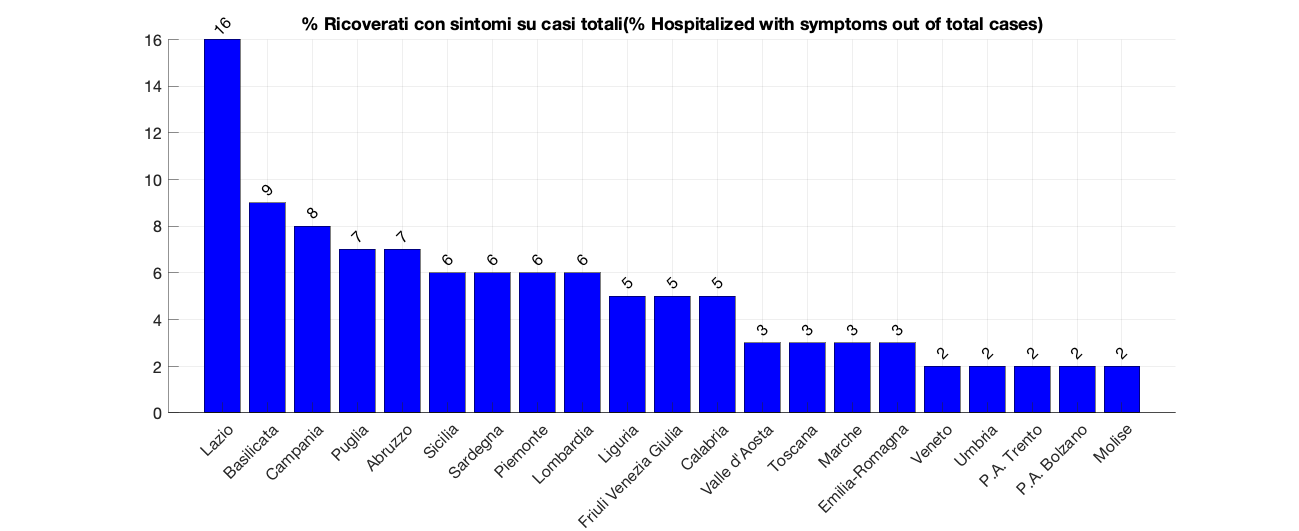 % Ricoverati con sintomi su casi totali(% Hospitalized with symptoms out of total cases)
16
14
12
10
8
6
4
2
0
16
9
8
7
7
6
6
6
6
5
5
5
3
3
3
3
2
2
2
2
2
Lazio
Basilicata
Campania
Puglia
Abruzzo
Sicilia
Sardegna
Piemonte
Lombardia
Liguria
Friuli Venezia Giulia
Calabria
Valle d'Aosta
Toscana
Marche
Emilia-Romagna
Veneto
Umbria
P.A. Trento
P.A. Bolzano
Molise